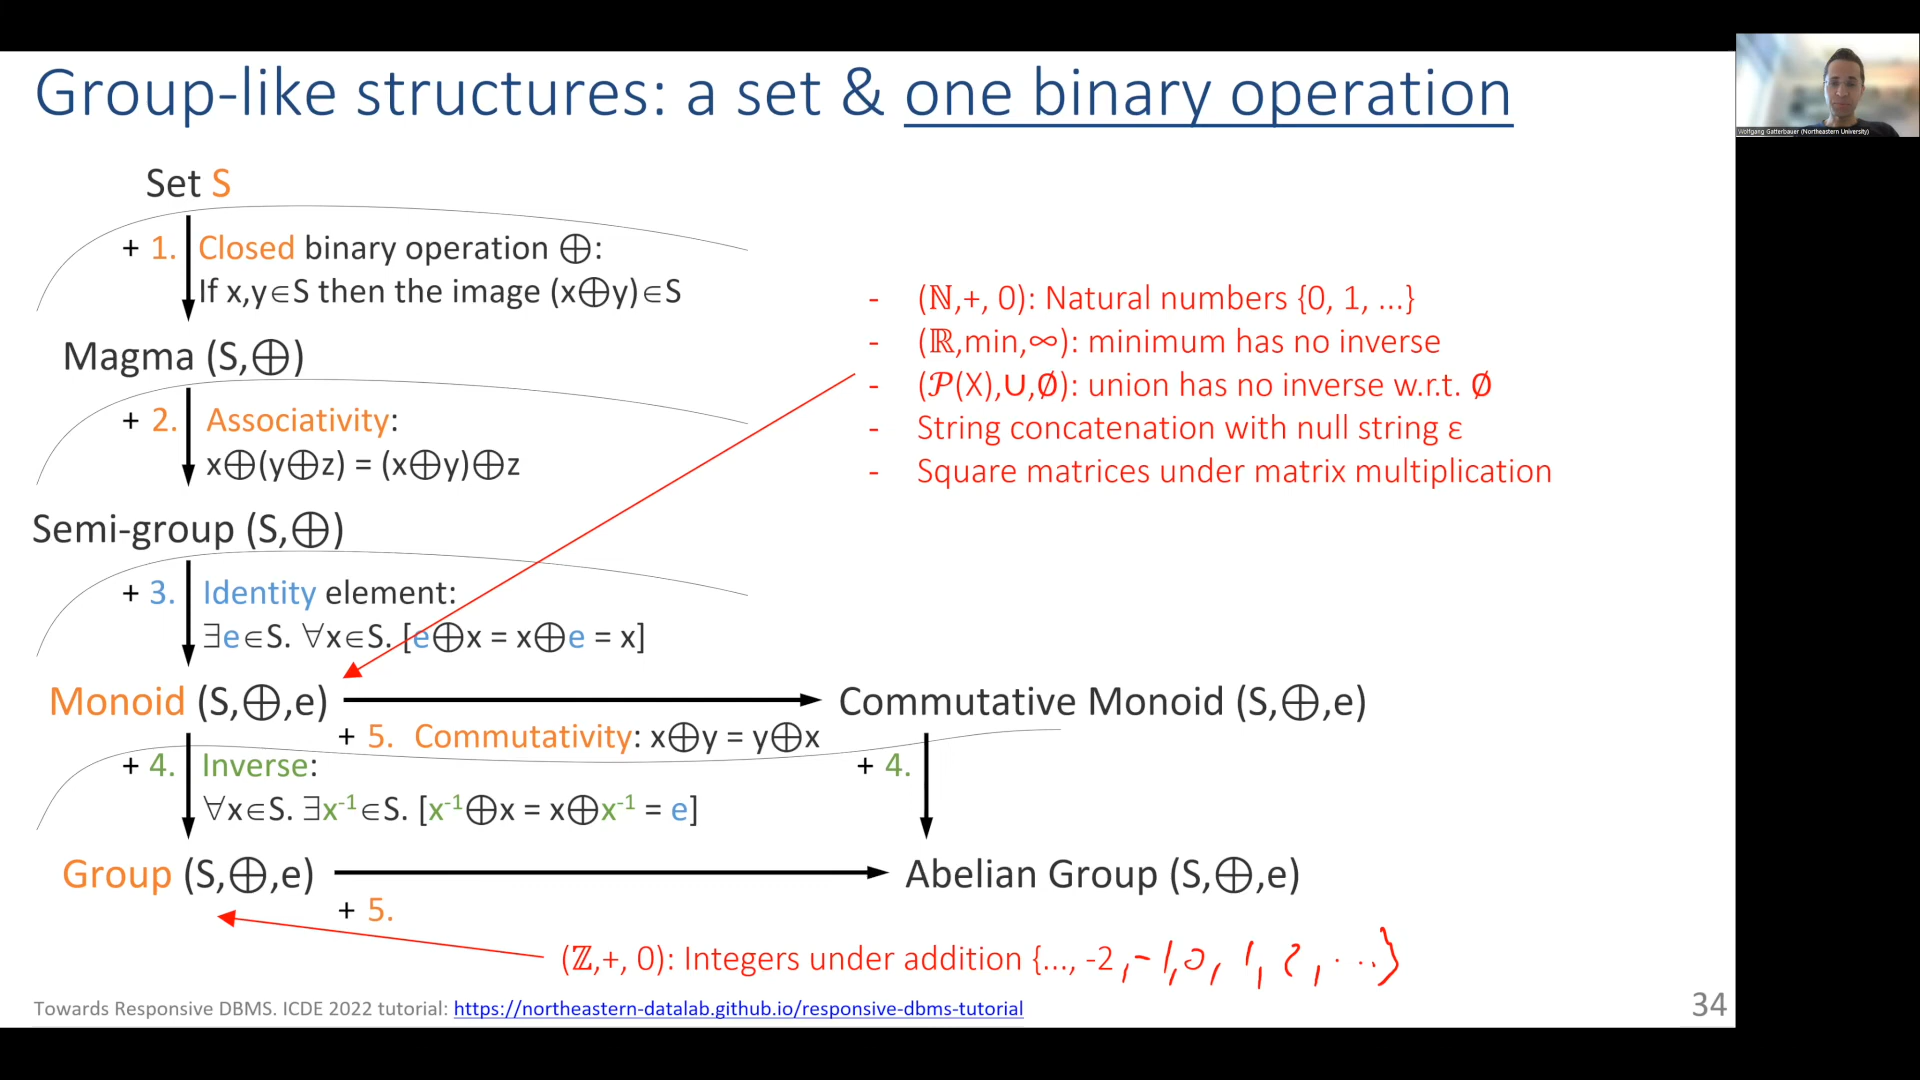 Group-like structures: a set & one binary operation
Wolfgang Gatterbauer (Northeastern University)
Set S
+ 1. Closed binary operation ⊕:
If x,y∈S then the image (x⊕y)∈S
Magma (S,⊕)
+ 2. Associativity:
x⊕(y⊕z) = (x⊕y)⊕z
Semi-group (S,⊕)
+ 3. Identity element:
∃e∈S. ∀x∈S. [e⊕x = x⊕e = x]
- (ℕ,+, 0): Natural numbers {0, 1, ...}
- (ℝ,min,∞): minimum has no inverse
- (𝒫(X),∪,∅): union has no inverse w.r.t. ∅
- String concatenation with null string ε
- Square matrices under matrix multiplication
Monoid (S,⊕,e)
+ 5. Commutativity: x⊕y = y⊕x
Commutative Monoid (S,⊕,e)
+ 4. Inverse:
∀x∈S. ∃x⁻¹∈S. [x⁻¹⊕x = x⊕x⁻¹ = e]
+ 4.
Group (S,⊕,e)
+ 5.
Abelian Group (S,⊕,e)
(ℤ,+, 0): Integers under addition {..., -2, -1, 0, 1, 2, ...}
Towards Responsive DBMS. ICDE 2022 tutorial: https://northeastern-datalab.github.io/responsive-dbms-tutorial
34